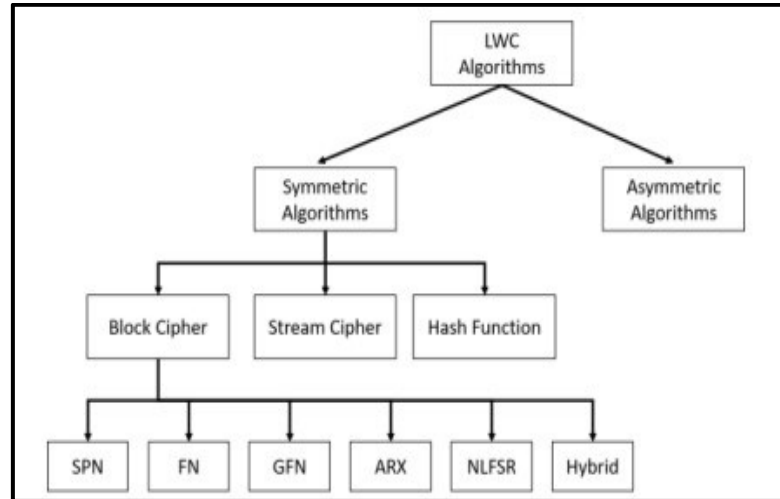 LWC
Algorithms
Symmetric
Algorithms
Asymmetric
Algorithms
Block Cipher
Stream Cipher
Hash Function
SPN
FN
GFN
ARX
NLFSR
Hybrid